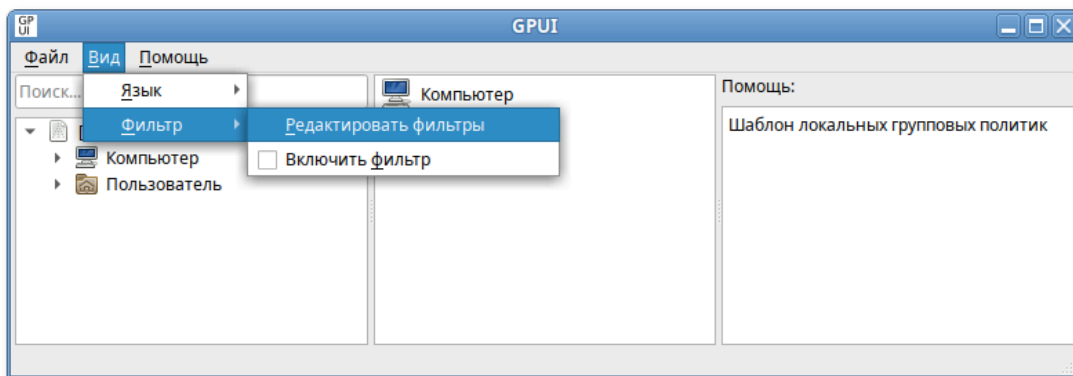 GP
UI
GPUI
Файл Вид Помощь
Поиск...
Язык
Фильтр
Редактировать фильтры
Включить фильтр
Компьютер
Пользователь
Компьютер
Помощь:
Шаблон локальных групповых политик